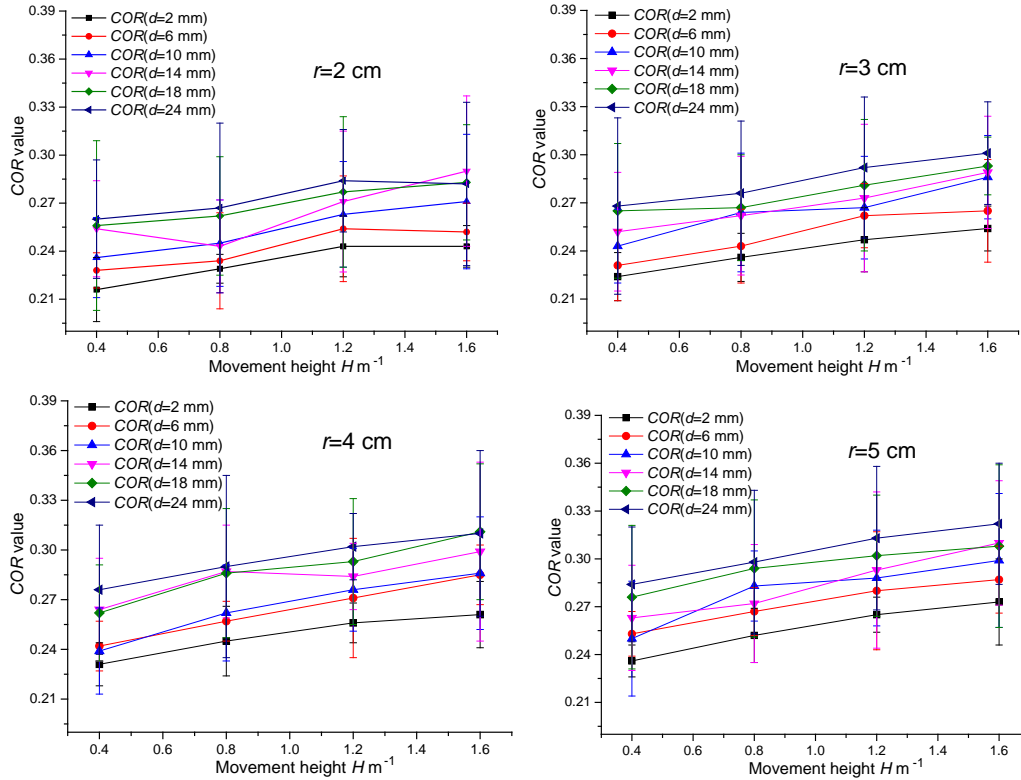 COR(d=2 mm)
COR(d=6 mm)
COR(d=10 mm)
COR(d=14 mm)
COR(d=18 mm)
COR(d=24 mm)
r=2 cm
0.39
0.36
0.33
0.30
0.27
0.24
0.21
COR value
0.4 0.6 0.8 1.0 1.2 1.4 1.6
Movement height H m⁻¹
COR(d=2 mm)
COR(d=6 mm)
COR(d=10 mm)
COR(d=14 mm)
COR(d=18 mm)
COR(d=24 mm)
r=3 cm
0.39
0.36
0.33
0.30
0.27
0.24
0.21
COR value
0.4 0.6 0.8 1.0 1.2 1.4 1.6
Movement height H m⁻¹
COR(d=2 mm)
COR(d=6 mm)
COR(d=10 mm)
COR(d=14 mm)
COR(d=18 mm)
COR(d=24 mm)
r=4 cm
0.39
0.36
0.33
0.30
0.27
0.24
0.21
COR value
0.4 0.6 0.8 1.0 1.2 1.4 1.6
Movement height H m⁻¹
COR(d=2 mm)
COR(d=6 mm)
COR(d=10 mm)
COR(d=14 mm)
COR(d=18 mm)
COR(d=24 mm)
r=5 cm
0.39
0.36
0.33
0.30
0.27
0.24
0.21
COR value
0.4 0.6 0.8 1.0 1.2 1.4 1.6
Movement height H m⁻¹